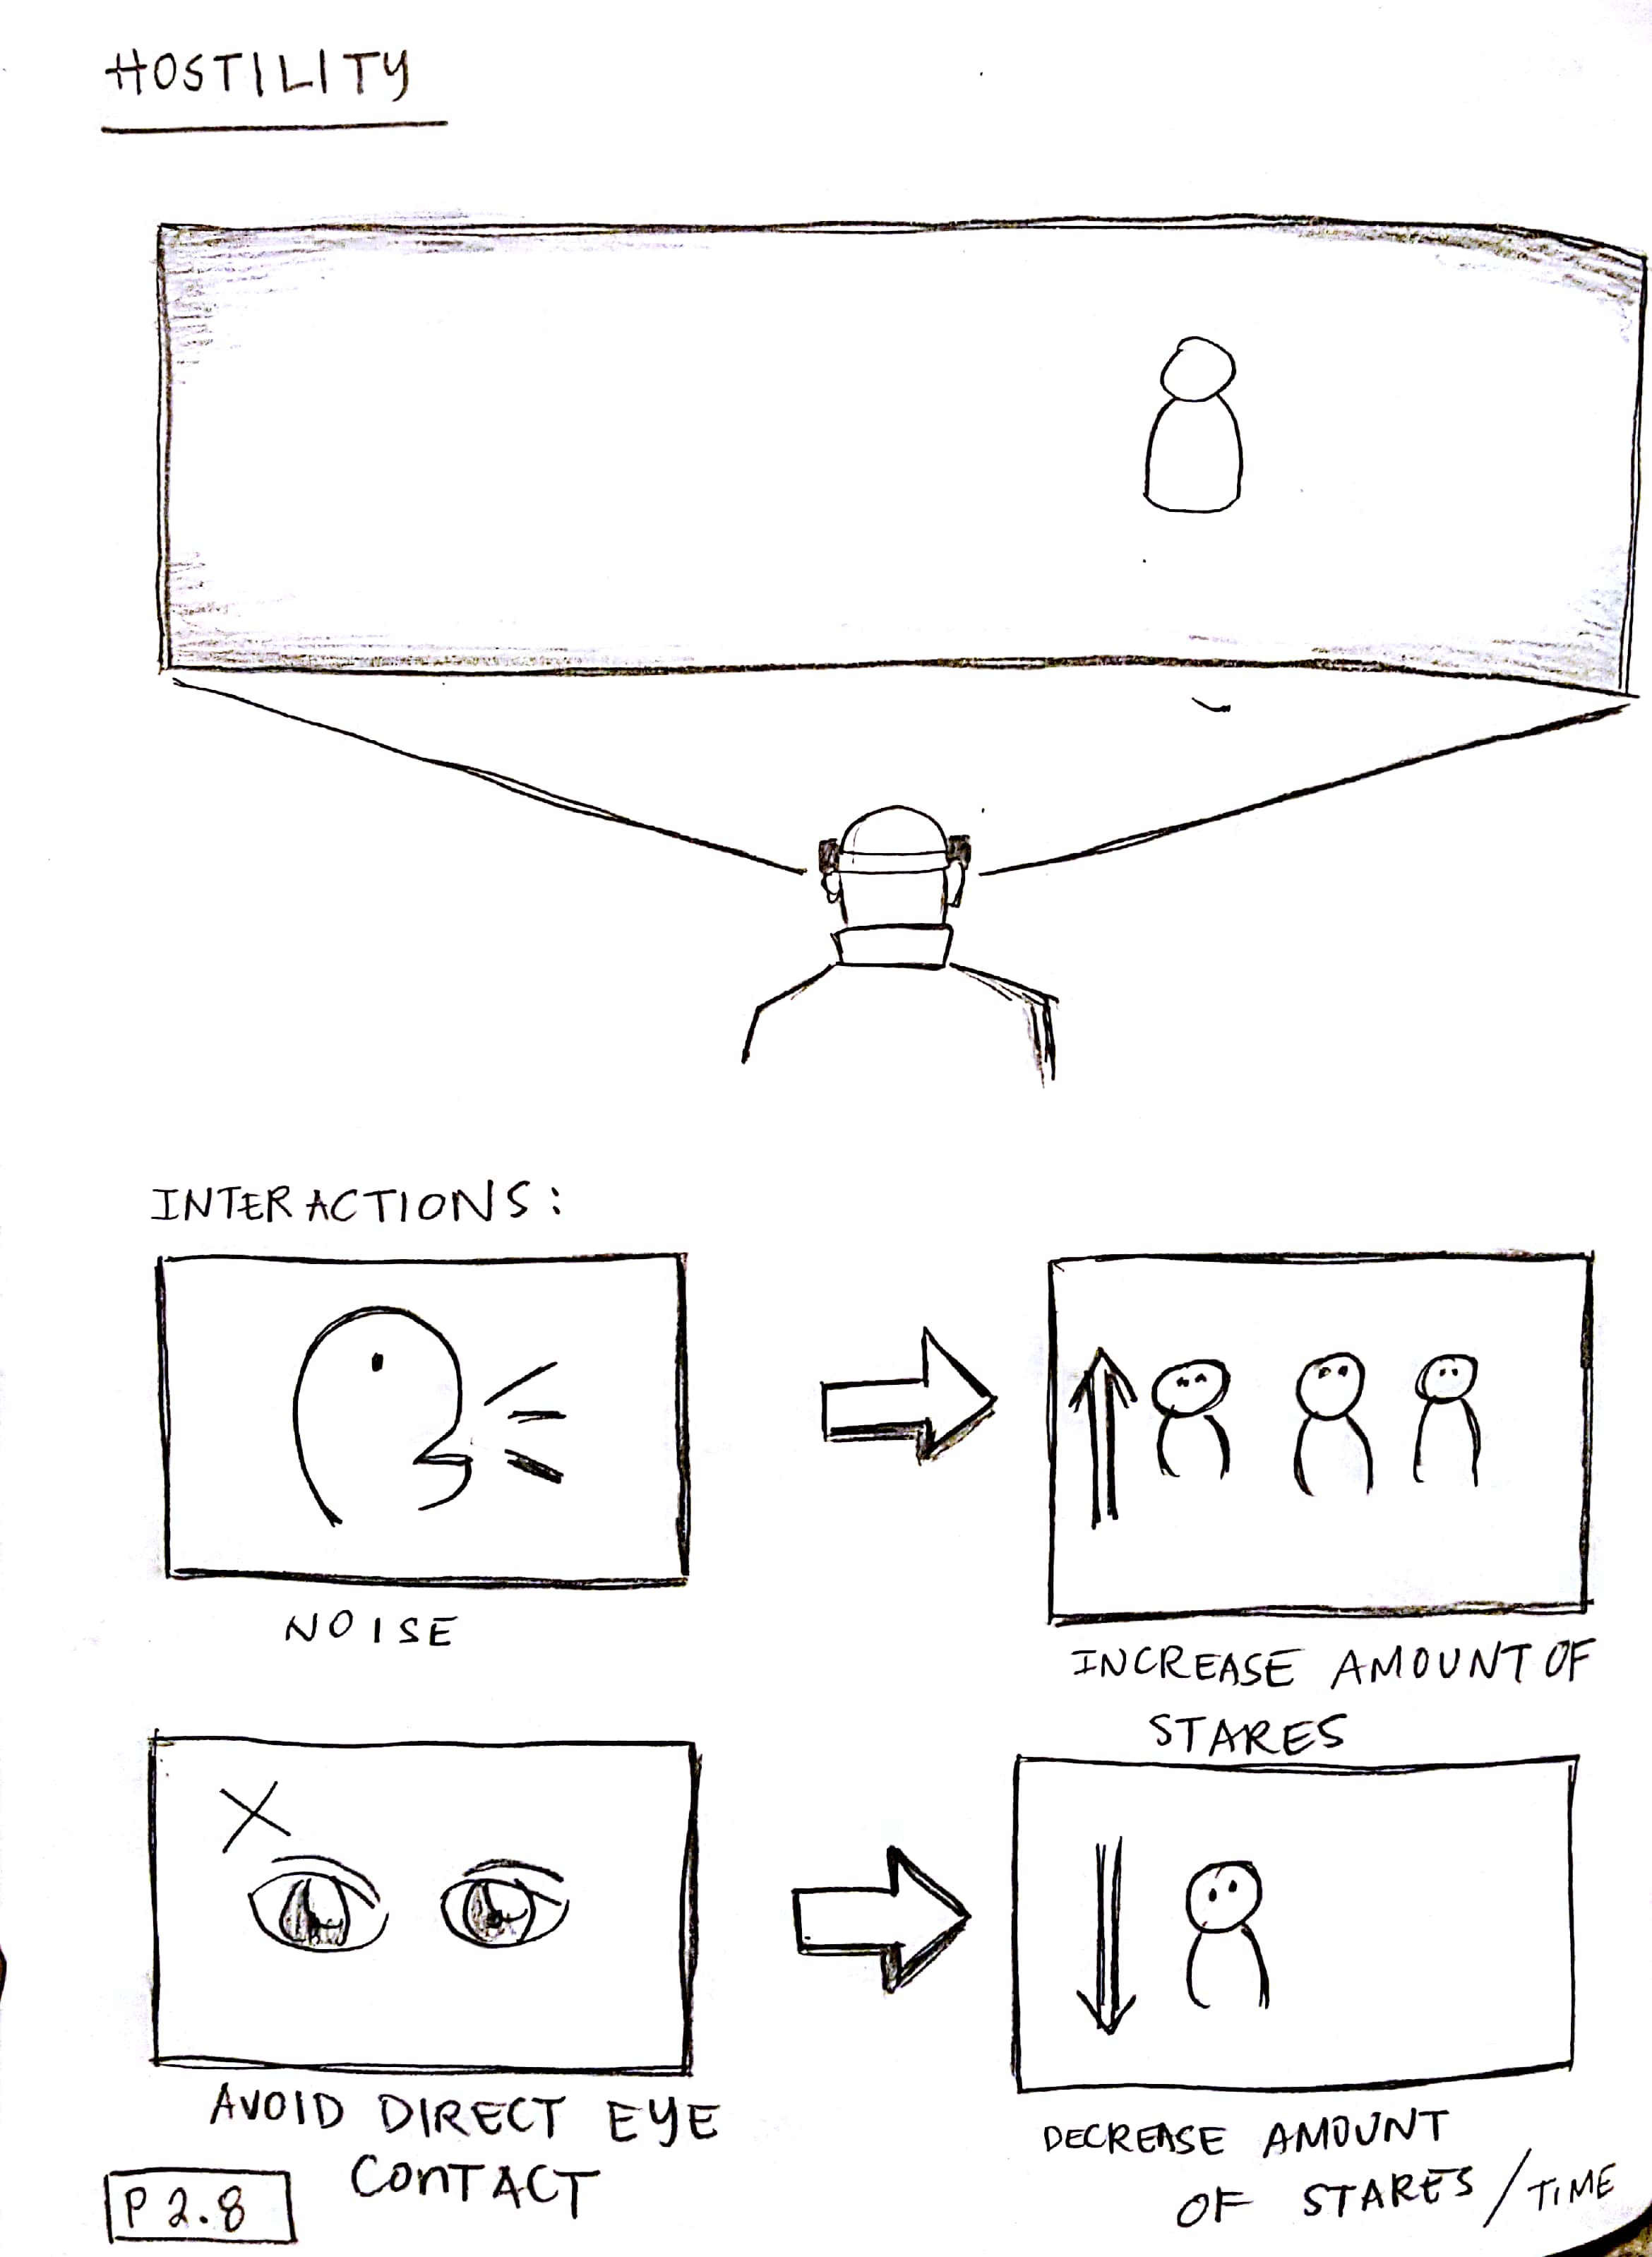 HOSTILITY
INTERACTIONS:
NOISE
INCREASE AMOUNT OF
STARES
AVOID DIRECT EYE
CONTACT
DECREASE AMOUNT
OF STARES / TIME
P 2.8